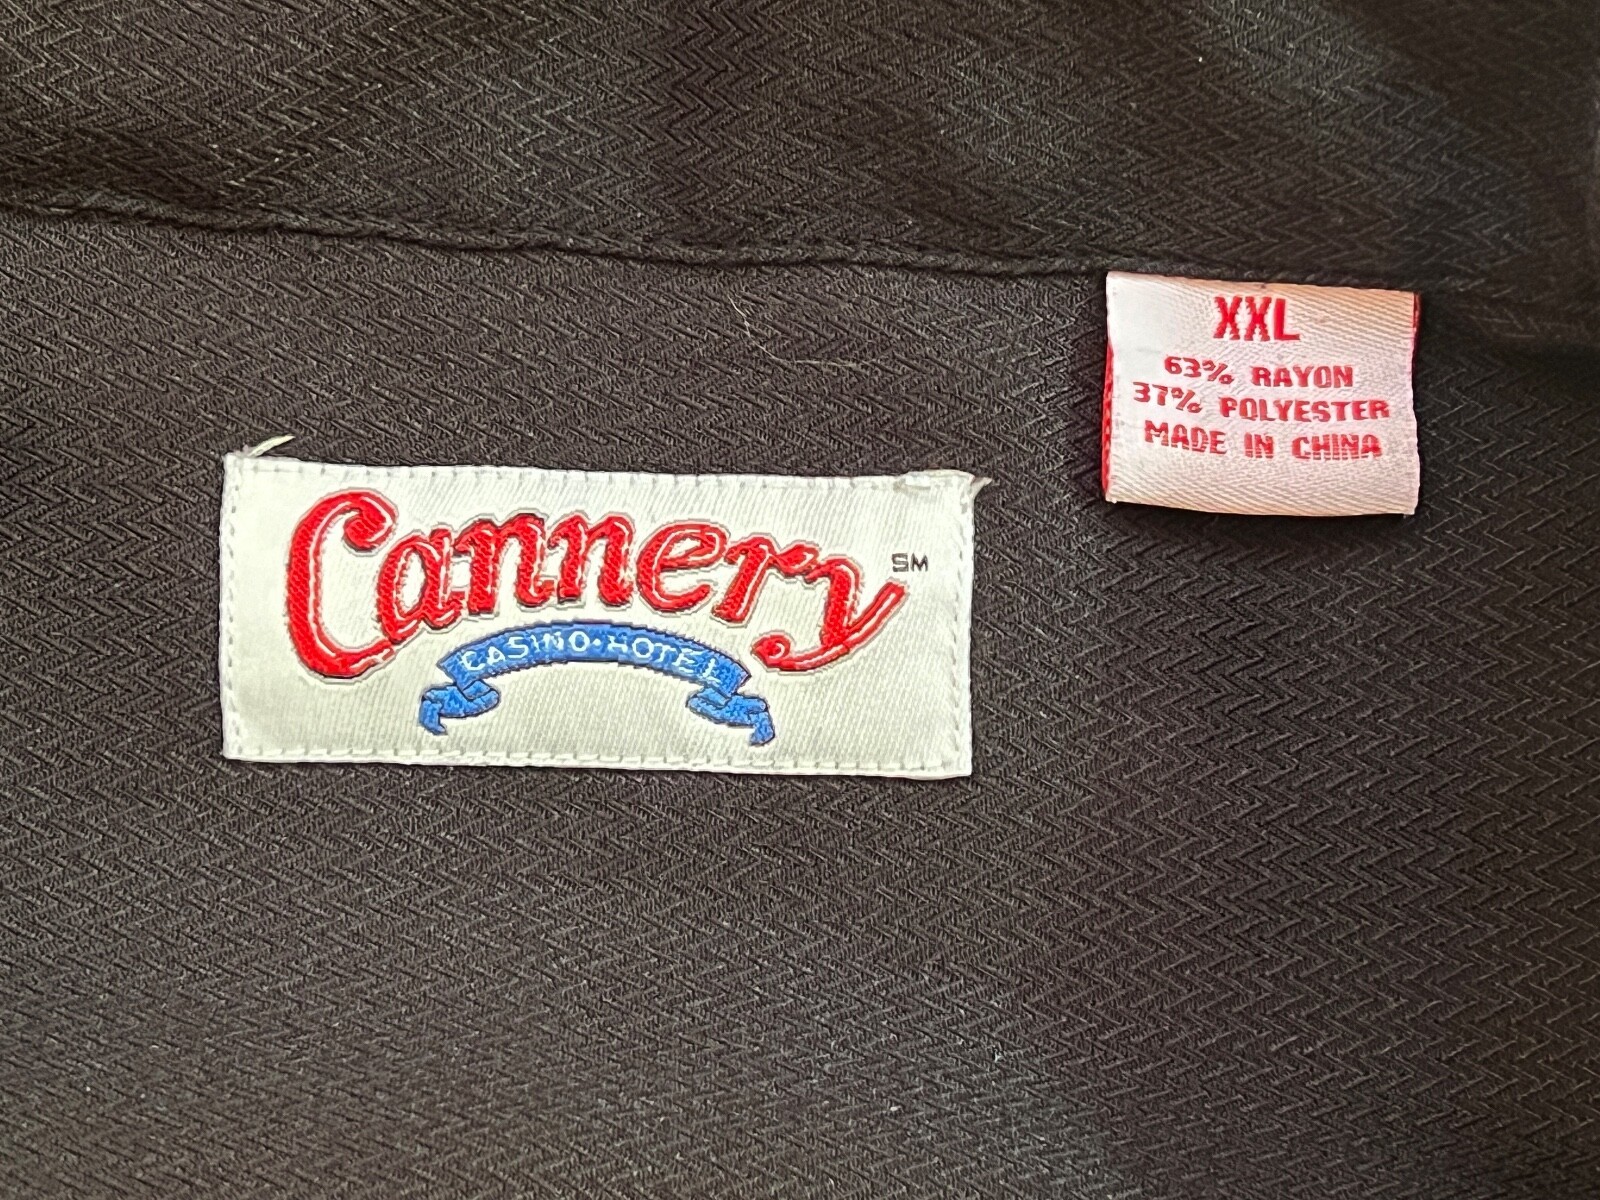 XXL
63% RAYON
37% POLYESTER
MADE IN CHINA
Cannery SM
CASINO·HOTEL